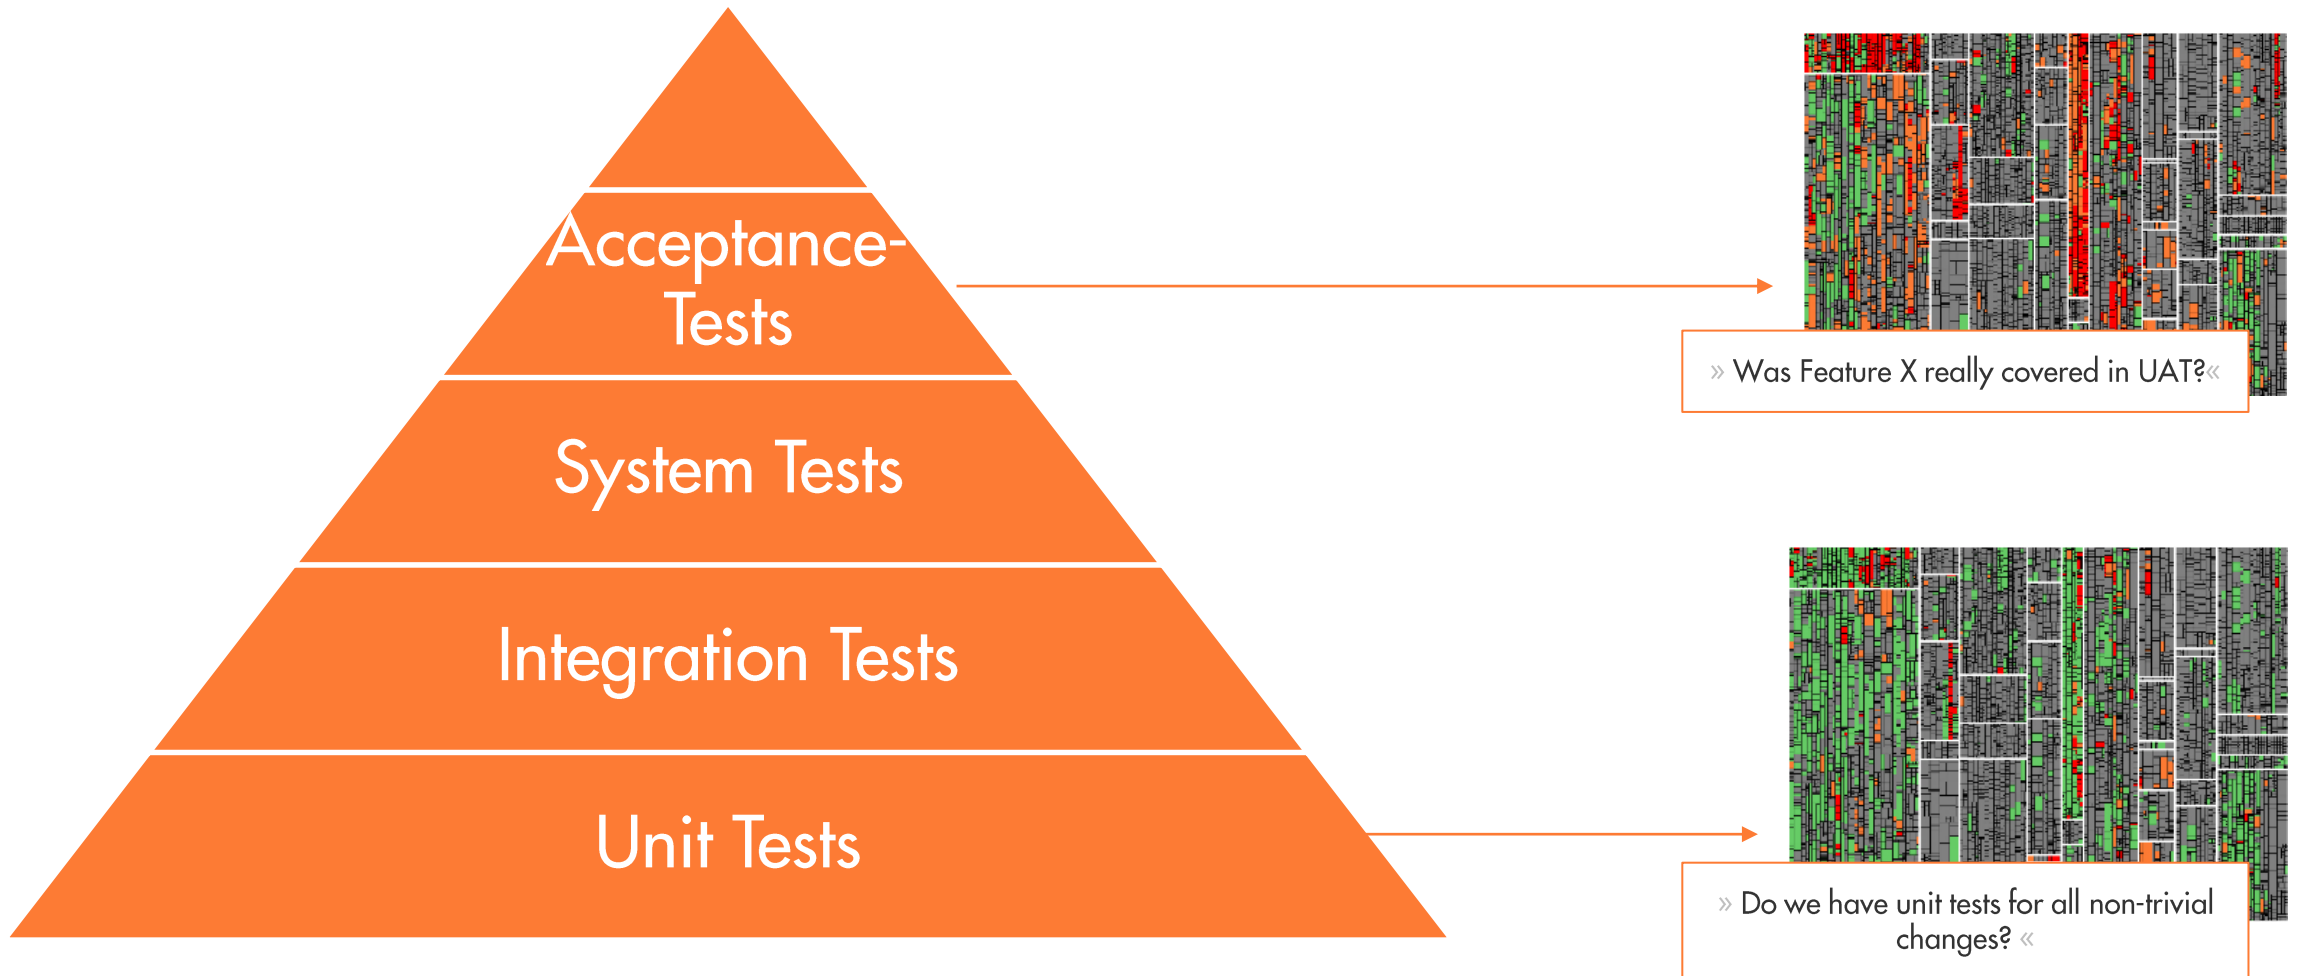 Acceptance-
Tests
System Tests
Integration Tests
Unit Tests
» Was Feature X really covered in UAT?«
» Do we have unit tests for all non-trivial
changes? «